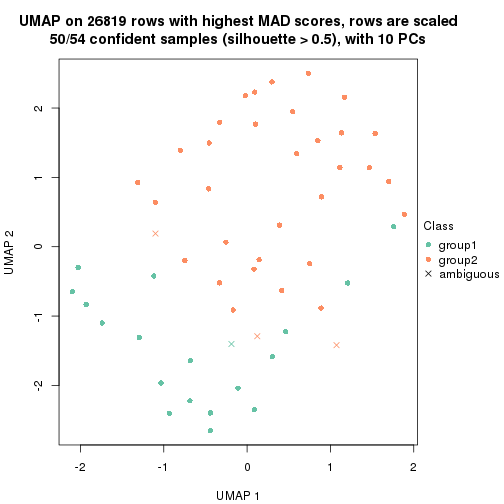 UMAP on 26819 rows with highest MAD scores, rows are scaled
50/54 confident samples (silhouette > 0.5), with 10 PCs
UMAP 2
2
1
0
-1
-2
-2
-1
0
1
2
UMAP 1
Class
group1
group2
ambiguous